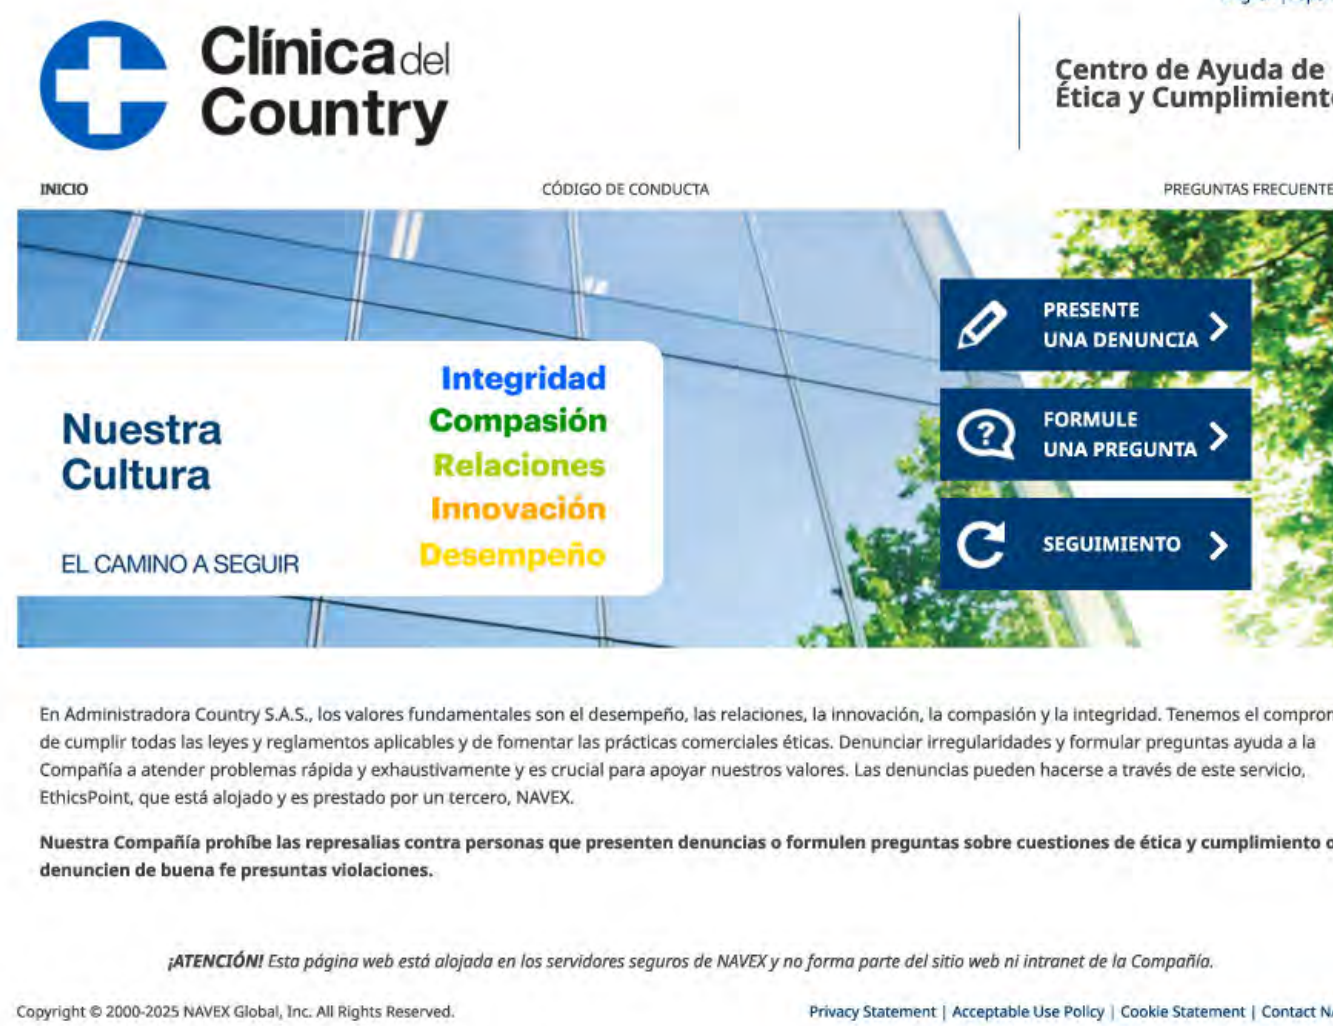 Clínica del
Country
Centro de Ayuda de
Ética y Cumplimiento
INICIO
CÓDIGO DE CONDUCTA
PREGUNTAS FRECUENTE
PRESENTE
UNA DENUNCIA
FORMULE
UNA PREGUNTA
SEGUIMIENTO
Nuestra
Cultura
EL CAMINO A SEGUIR
Integridad
Compasión
Relaciones
Innovación
Desempeño
En Administradora Country S.A.S., los valores fundamentales son el desempeño, las relaciones, la innovación, la compasión y la integridad. Tenemos el compron
de cumplir todas las leyes y reglamentos aplicables y de fomentar las prácticas comerciales éticas. Denunciar irregularidades y formular preguntas ayuda a la
Compañía a atender problemas rápida y exhaustivamente y es crucial para apoyar nuestros valores. Las denuncias pueden hacerse a través de este servicio,
EthicsPoint, que está alojado y es prestado por un tercero, NAVEX.
Nuestra Compañía prohíbe las represalias contra personas que presenten denuncias o formulen preguntas sobre cuestiones de ética y cumplimiento o
denuncien de buena fe presuntas violaciones.
¡ATENCIÓN! Esta página web está alojada en los servidores seguros de NAVEX y no forma parte del sitio web ni intranet de la Compañía.
Copyright © 2000-2025 NAVEX Global, Inc. All Rights Reserved.
Privacy Statement | Acceptable Use Policy | Cookie Statement | Contact NA